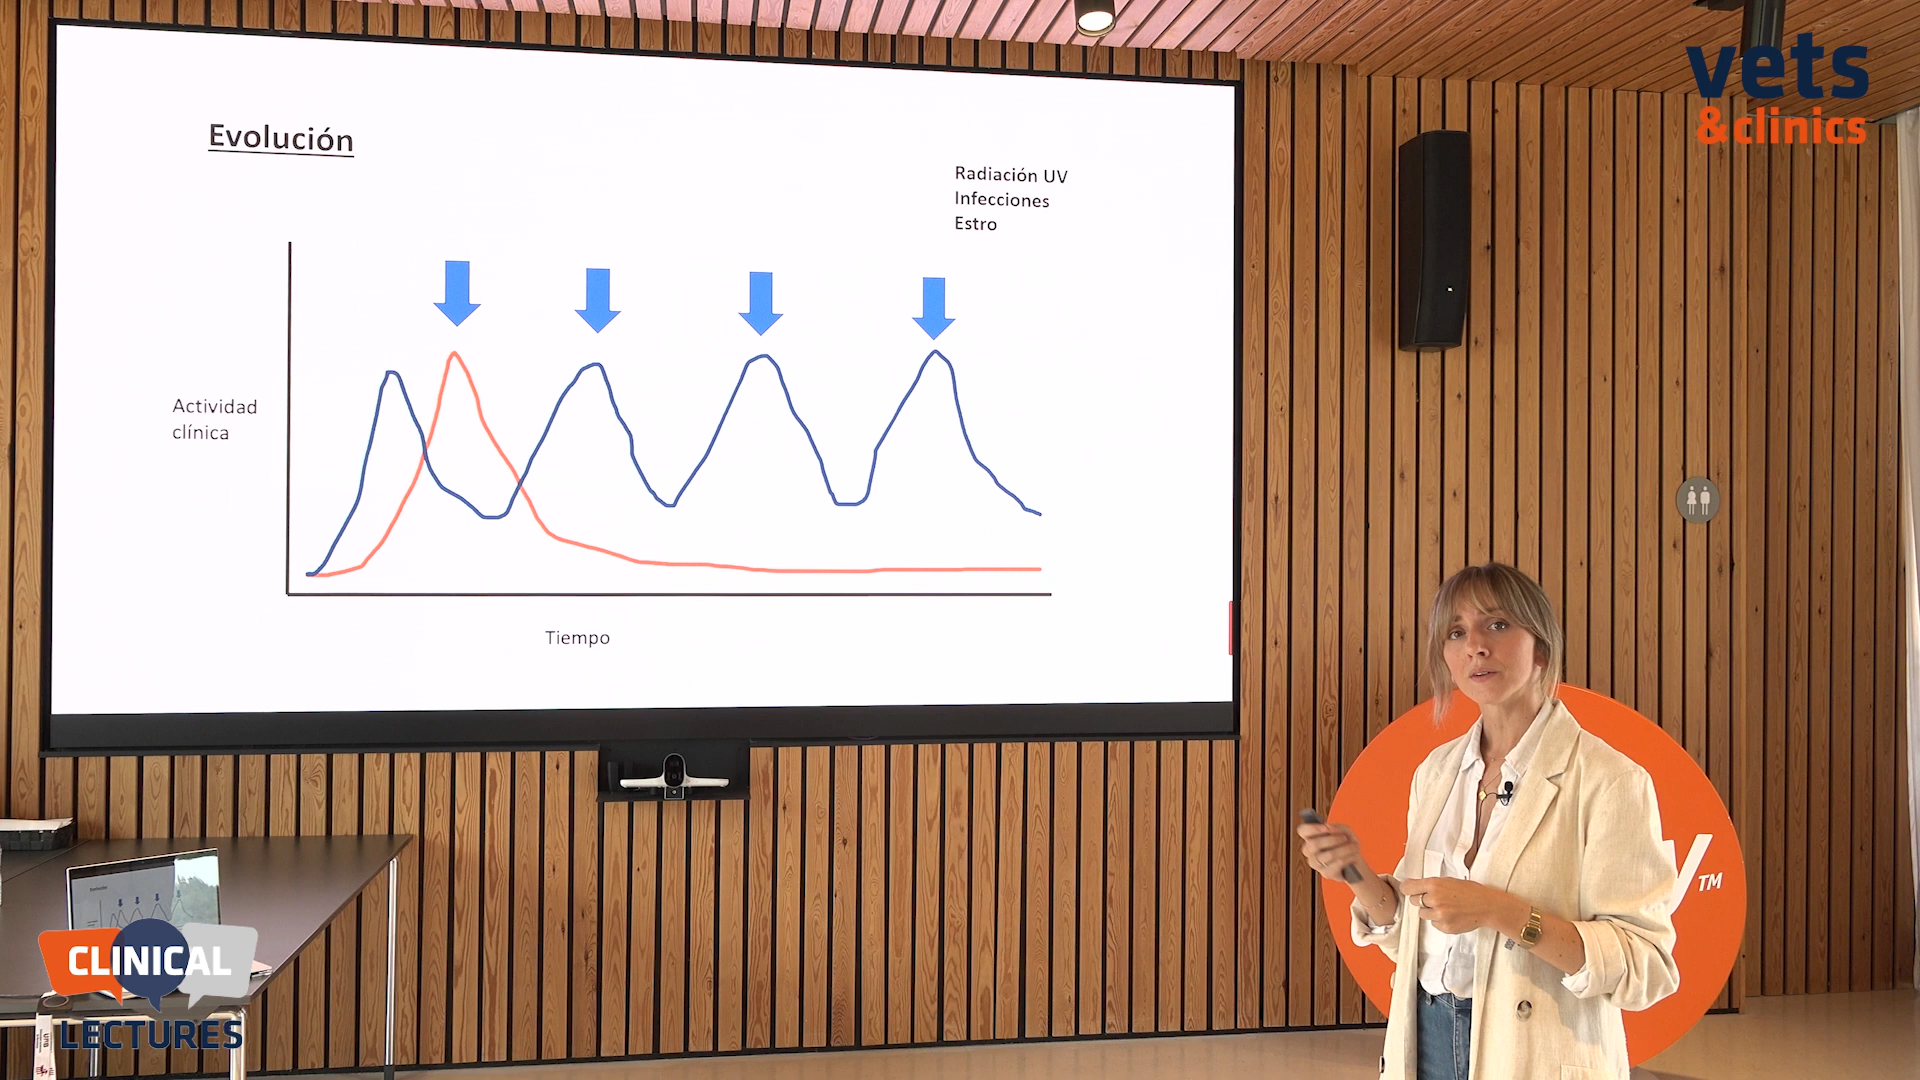 Evolución
Radiación UV
Infecciones
Estro
Actividad
clínica
Tiempo
vets
& clinics
TM
CLINICAL
LECTURES